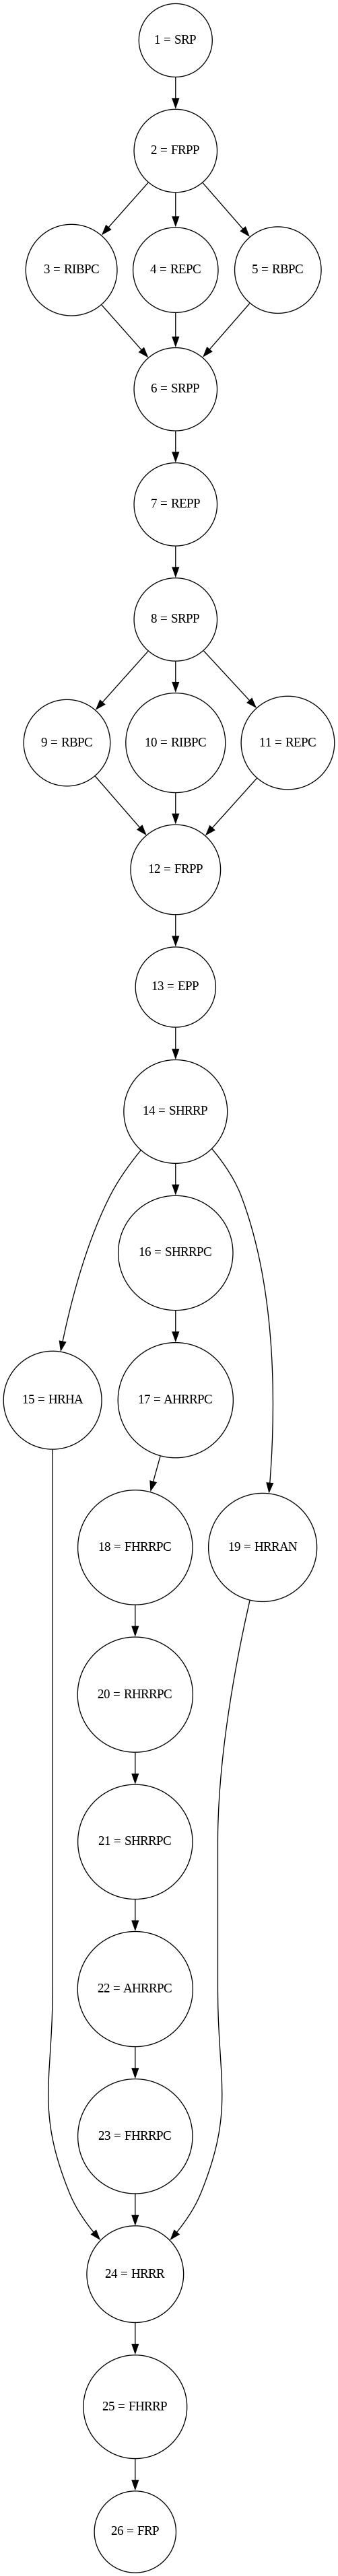 1 = SRP
2 = FRPP
3 = RIBPC
4 = REPC
5 = RBPC
6 = SRPP
7 = REPP
8 = SRPP
9 = RBPC
10 = RIBPC
11 = REPC
12 = FRPP
13 = EPP
14 = SHRRP
16 = SHRRPC
15 = HRHA
17 = AHRRPC
18 = FHRRPC
19 = HRRAN
20 = RHRRPC
21 = SHRRPC
22 = AHRRPC
23 = FHRRPC
24 = HRRR
25 = FHRRP
26 = FRP